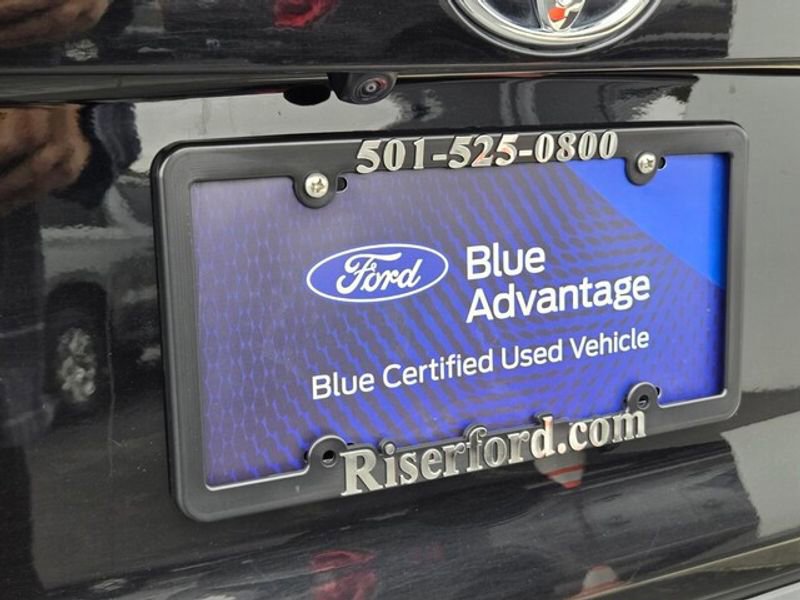 501-525-0800
Ford
Blue
Advantage
Blue Certified Used Vehicle
Riserford.com